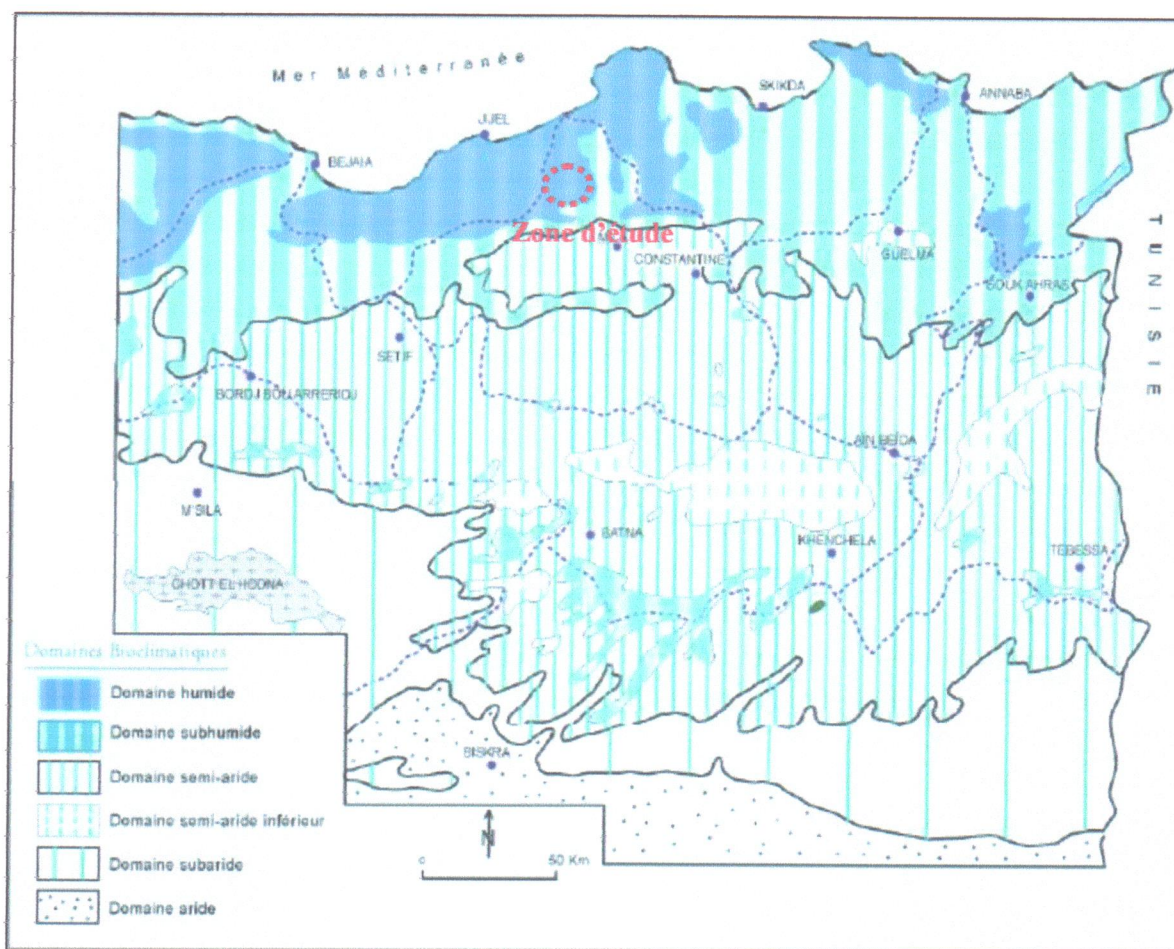 Mer Méditerranée
SKIKDA
ANNABA
JIJEL
BEJAIA
Zone d'étude
CONSTANTINE
GUELMA
SOUK AHRAS
TUNISIE
SETIF
BORDJ BOU ARRERIDJ
AIN BEIDA
M'SILA
BATNA
KHENCHELA
TEBESSA
CHOTT EL HODNA
Domaines Bioclimatiques
Domaine humide
Domaine subhumide
Domaine semi-aride
Domaine semi-aride inférieur
Domaine subaride
Domaine aride
BISKRA
N
0 50 Km